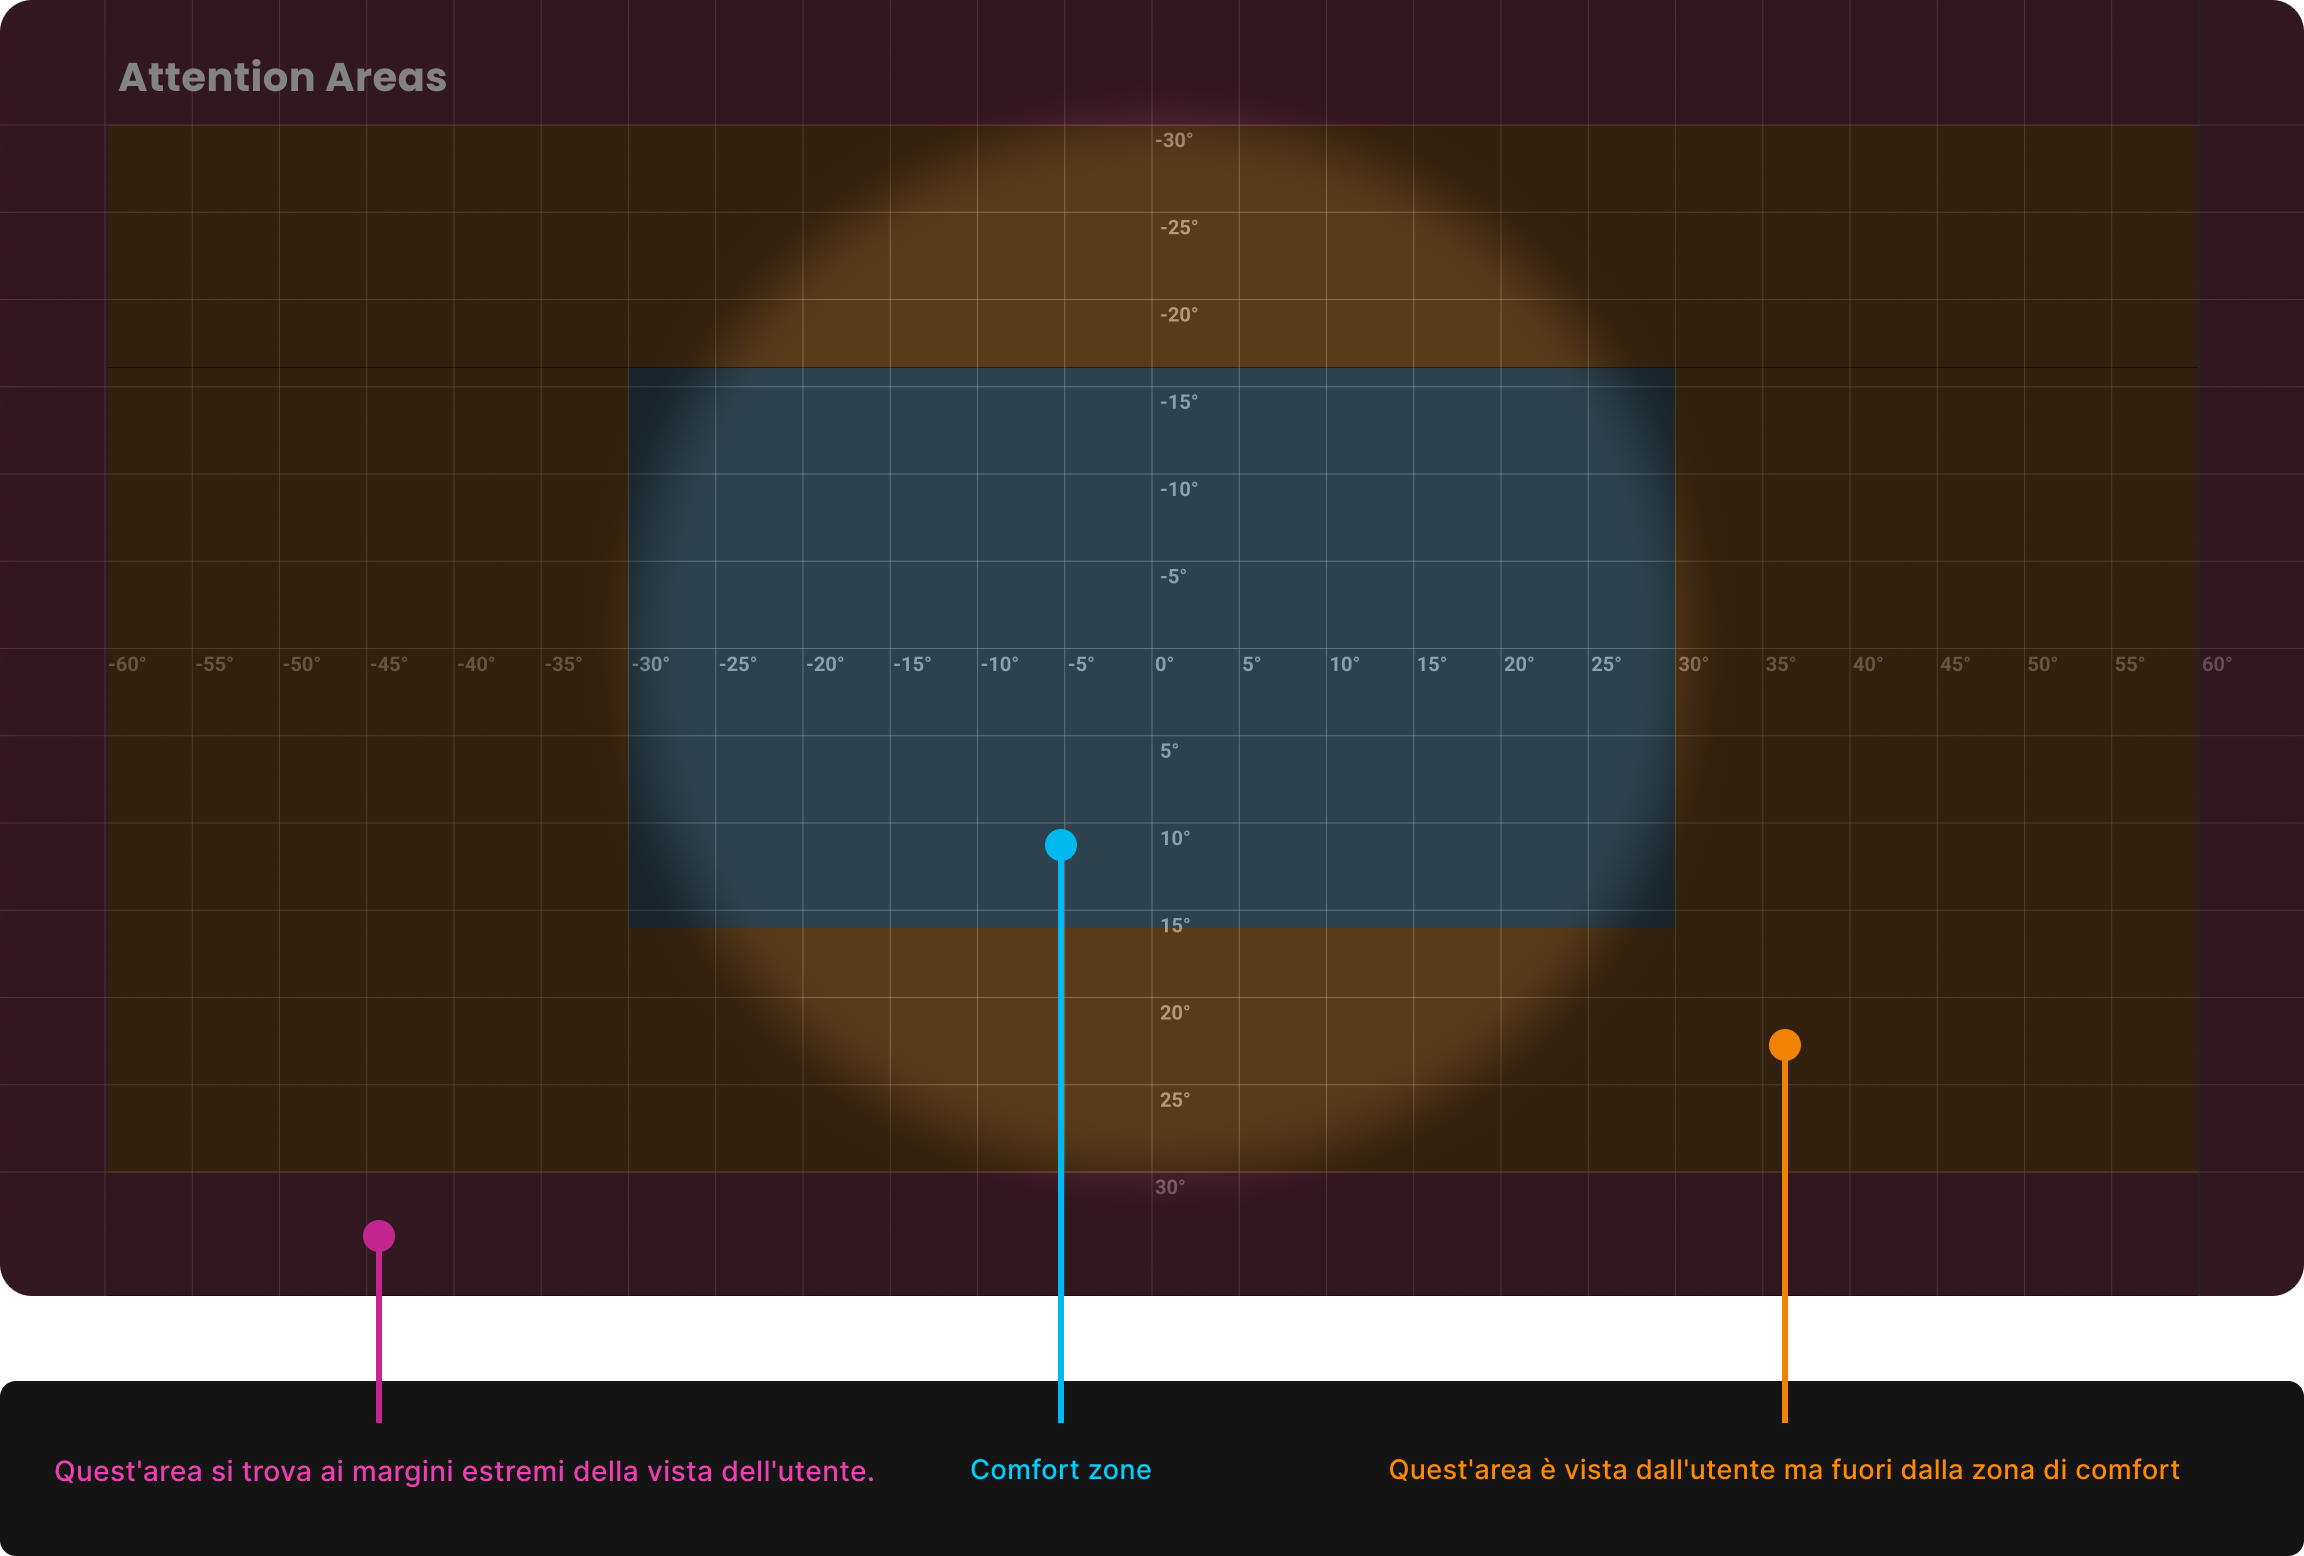 Attention Areas
-30°
-25°
-20°
-15°
-10°
-5°
-60° -55° -50° -45° -40° -35° -30° -25° -20° -15° -10° -5° 0° 5° 10° 15° 20° 25° 30° 35° 40° 45° 50° 55° 60°
5°
10°
15°
20°
25°
30°
Quest'area si trova ai margini estremi della vista dell'utente.
Comfort zone
Quest'area è vista dall'utente ma fuori dalla zona di comfort